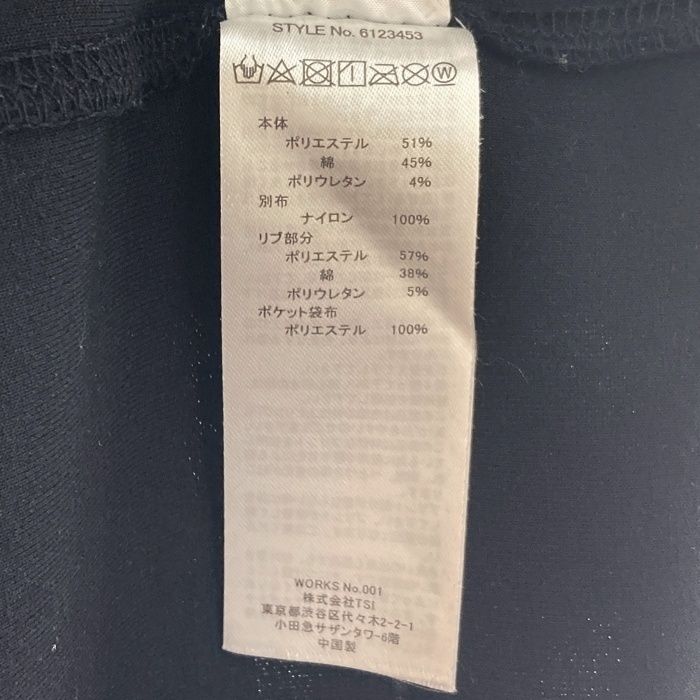 STYLE No. 6123453
W
本体
ポリエステル 51%
綿 45%
ポリウレタン 4%
別布
ナイロン 100%
リブ部分
ポリエステル 57%
綿 38%
ポリウレタン 5%
ポケット袋布
ポリエステル 100%
WORKS No.001
株式会社TSI
東京都渋谷区代々木2-2-1
小田急サザンタワー6階
中国製